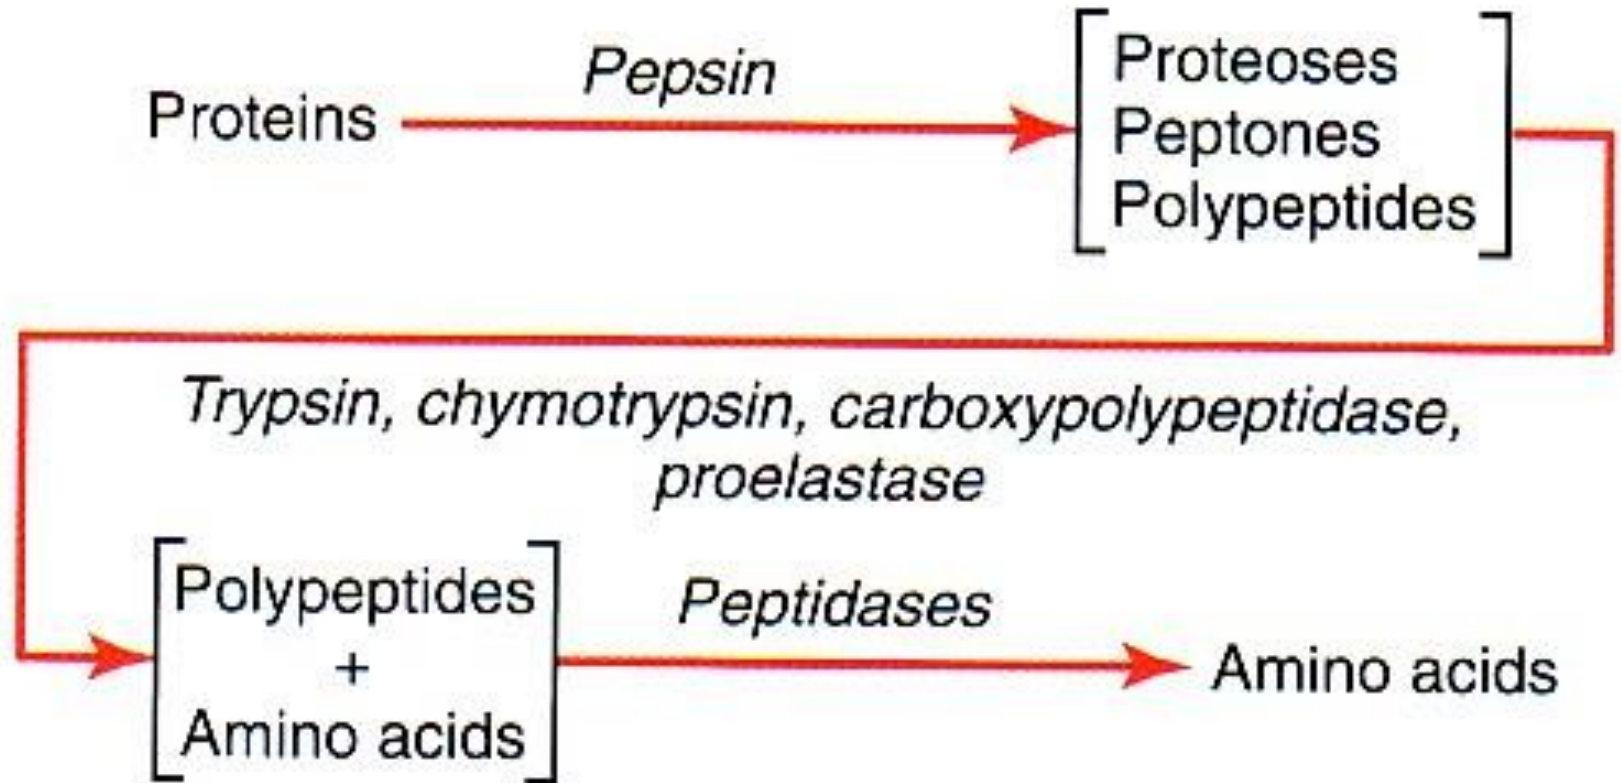 Pepsin
Proteins
Proteoses
Peptones
Polypeptides
Trypsin, chymotrypsin, carboxypolypeptidase,
proelastase
Polypeptides
+
Amino acids
Peptidases
Amino acids